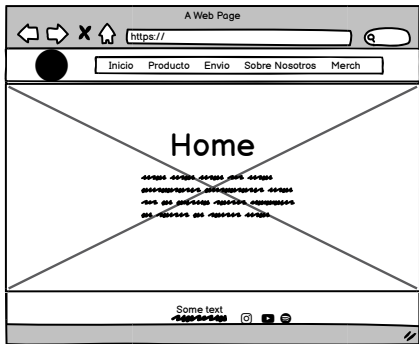 A Web Page
https://
Inicio Producto Envio Sobre Nosotros Merch
Home
Some text